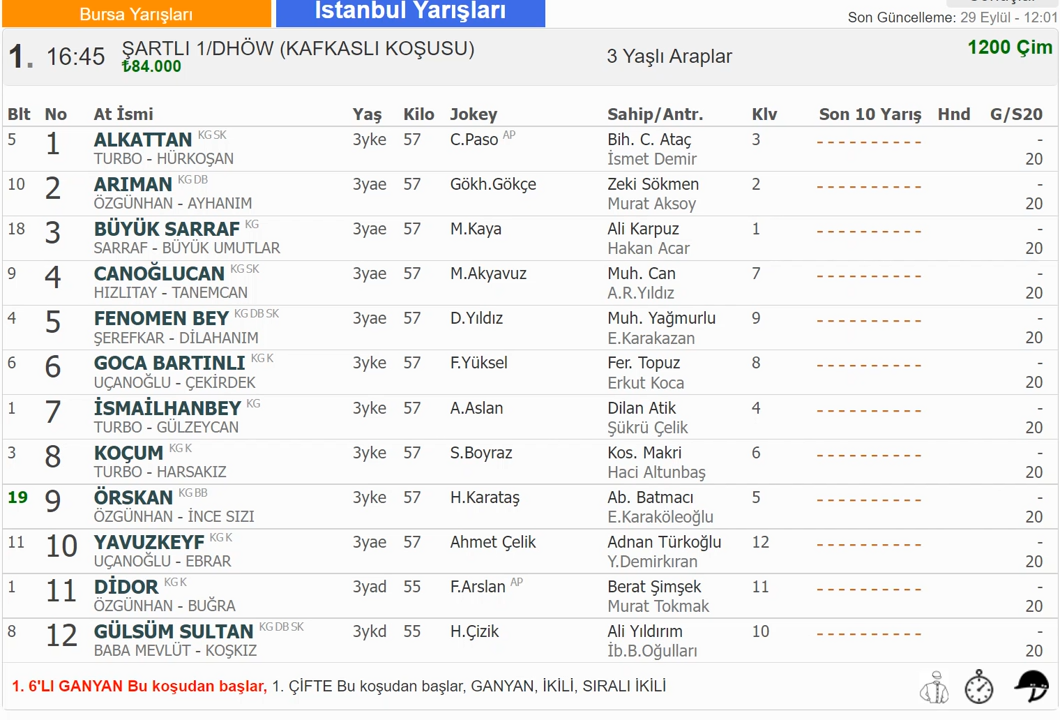 Bursa Yarışları İstanbul Yarışları
Son Güncelleme: 29 Eylül - 12:01
1. 16:45 ŞARTLI 1/DHÖW (KAFKASLI KOŞUSU) 3 Yaşlı Araplar 1200 Çim
₺84.000
Blt No At İsmi Yaş Kilo Jokey Sahip/Antr. Klv Son 10 Yarış Hnd G/S20
5 1 ALKATTAN KG SK 3yke 57 C.Paso AP Bih. C. Ataç 3 - - - - - - - - - - -
TURBO - HÜRKOŞAN İsmet Demir 20
10 2 ARIMAN KG DB 3yae 57 Gökh.Gökçe Zeki Sökmen 2 - - - - - - - - - - -
ÖZGÜNHAN - AYHANIM Murat Aksoy 20
18 3 BÜYÜK SARRAF KG 3yae 57 M.Kaya Ali Karpuz 1 - - - - - - - - - - -
SARRAF - BÜYÜK UMUTLAR Hakan Acar 20
9 4 CANOĞLUCAN KG SK 3yae 57 M.Akyavuz Muh. Can 7 - - - - - - - - - - -
HIZLITAY - TANEMCAN A.R.Yıldız 20
4 5 FENOMEN BEY KG DB SK 3yae 57 D.Yıldız Muh. Yağmurlu 9 - - - - - - - - - - -
ŞEREFKAR - DİLAHANIM E.Karakazan 20
6 6 GOCA BARTINLI KG K 3yke 57 F.Yüksel Fer. Topuz 8 - - - - - - - - - - -
UÇANOĞLU - ÇEKİRDEK Erkut Koca 20
1 7 İSMAİLHANBEY KG 3yke 57 A.Aslan Dilan Atik 4 - - - - - - - - - - -
TURBO - GÜLZEYCAN Şükrü Çelik 20
3 8 KOÇUM KG K 3yke 57 S.Boyraz Kos. Makri 6 - - - - - - - - - - -
TURBO - HARSAKIZ Haci Altunbaş 20
19 9 ÖRSKAN KG BB 3yke 57 H.Karataş Ab. Batmacı 5 - - - - - - - - - - -
ÖZGÜNHAN - İNCE SIZI E.Karaköleoğlu 20
11 10 YAVUZKEYF KG K 3yae 57 Ahmet Çelik Adnan Türkoğlu 12 - - - - - - - - - - -
UÇANOĞLU - EBRAR Y.Demirkıran 20
1 11 DİDOR KG K 3yad 55 F.Arslan AP Berat Şimşek 11 - - - - - - - - - - -
ÖZGÜNHAN - BUĞRA Murat Tokmak 20
8 12 GÜLSÜM SULTAN KG DB SK 3ykd 55 H.Çizik Ali Yıldırım 10 - - - - - - - - - - -
BABA MEVLÜT - KOŞKIZ İb.B.Oğulları 20
1. 6'LI GANYAN Bu koşudan başlar, 1. ÇİFTE Bu koşudan başlar, GANYAN, İKİLİ, SIRALI İKİLİ